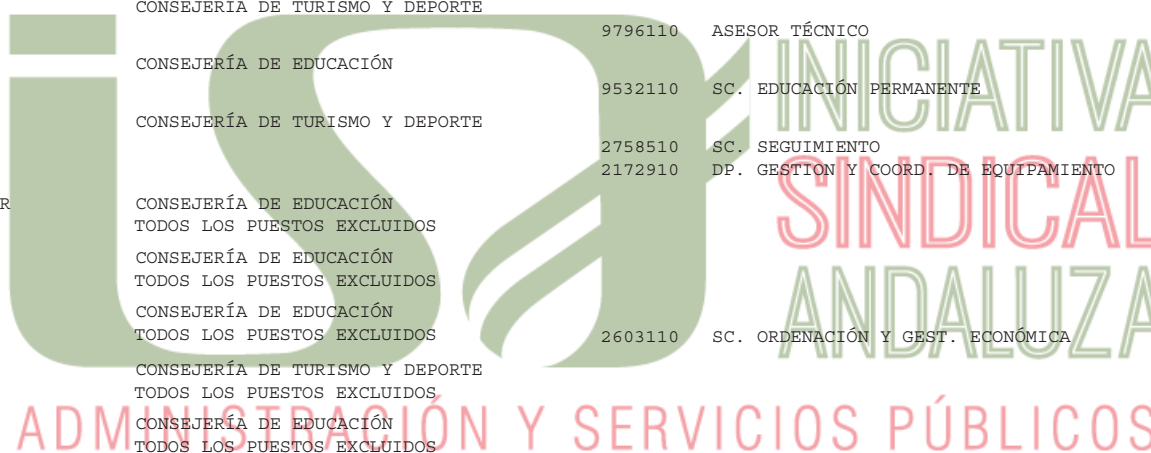 CONSEJERÍA DE TURISMO Y DEPORTE
9796110 ASESOR TÉCNICO
CONSEJERÍA DE EDUCACIÓN
9532110 SC. EDUCACIÓN PERMANENTE
CONSEJERÍA DE TURISMO Y DEPORTE
2758510 SC. SEGUIMIENTO
2172910 DP. GESTION Y COORD. DE EQUIPAMIENTO
R CONSEJERÍA DE EDUCACIÓN
TODOS LOS PUESTOS EXCLUIDOS
CONSEJERÍA DE EDUCACIÓN
TODOS LOS PUESTOS EXCLUIDOS
CONSEJERÍA DE EDUCACIÓN
TODOS LOS PUESTOS EXCLUIDOS 2603110 SC. ORDENACIÓN Y GEST. ECONÓMICA
CONSEJERÍA DE TURISMO Y DEPORTE
TODOS LOS PUESTOS EXCLUIDOS
CONSEJERÍA DE EDUCACIÓN
TODOS LOS PUESTOS EXCLUIDOS
isa
INICIATIVA
SINDICAL
ANDALUZA
ADMINISTRACIÓN Y SERVICIOS PÚBLICOS